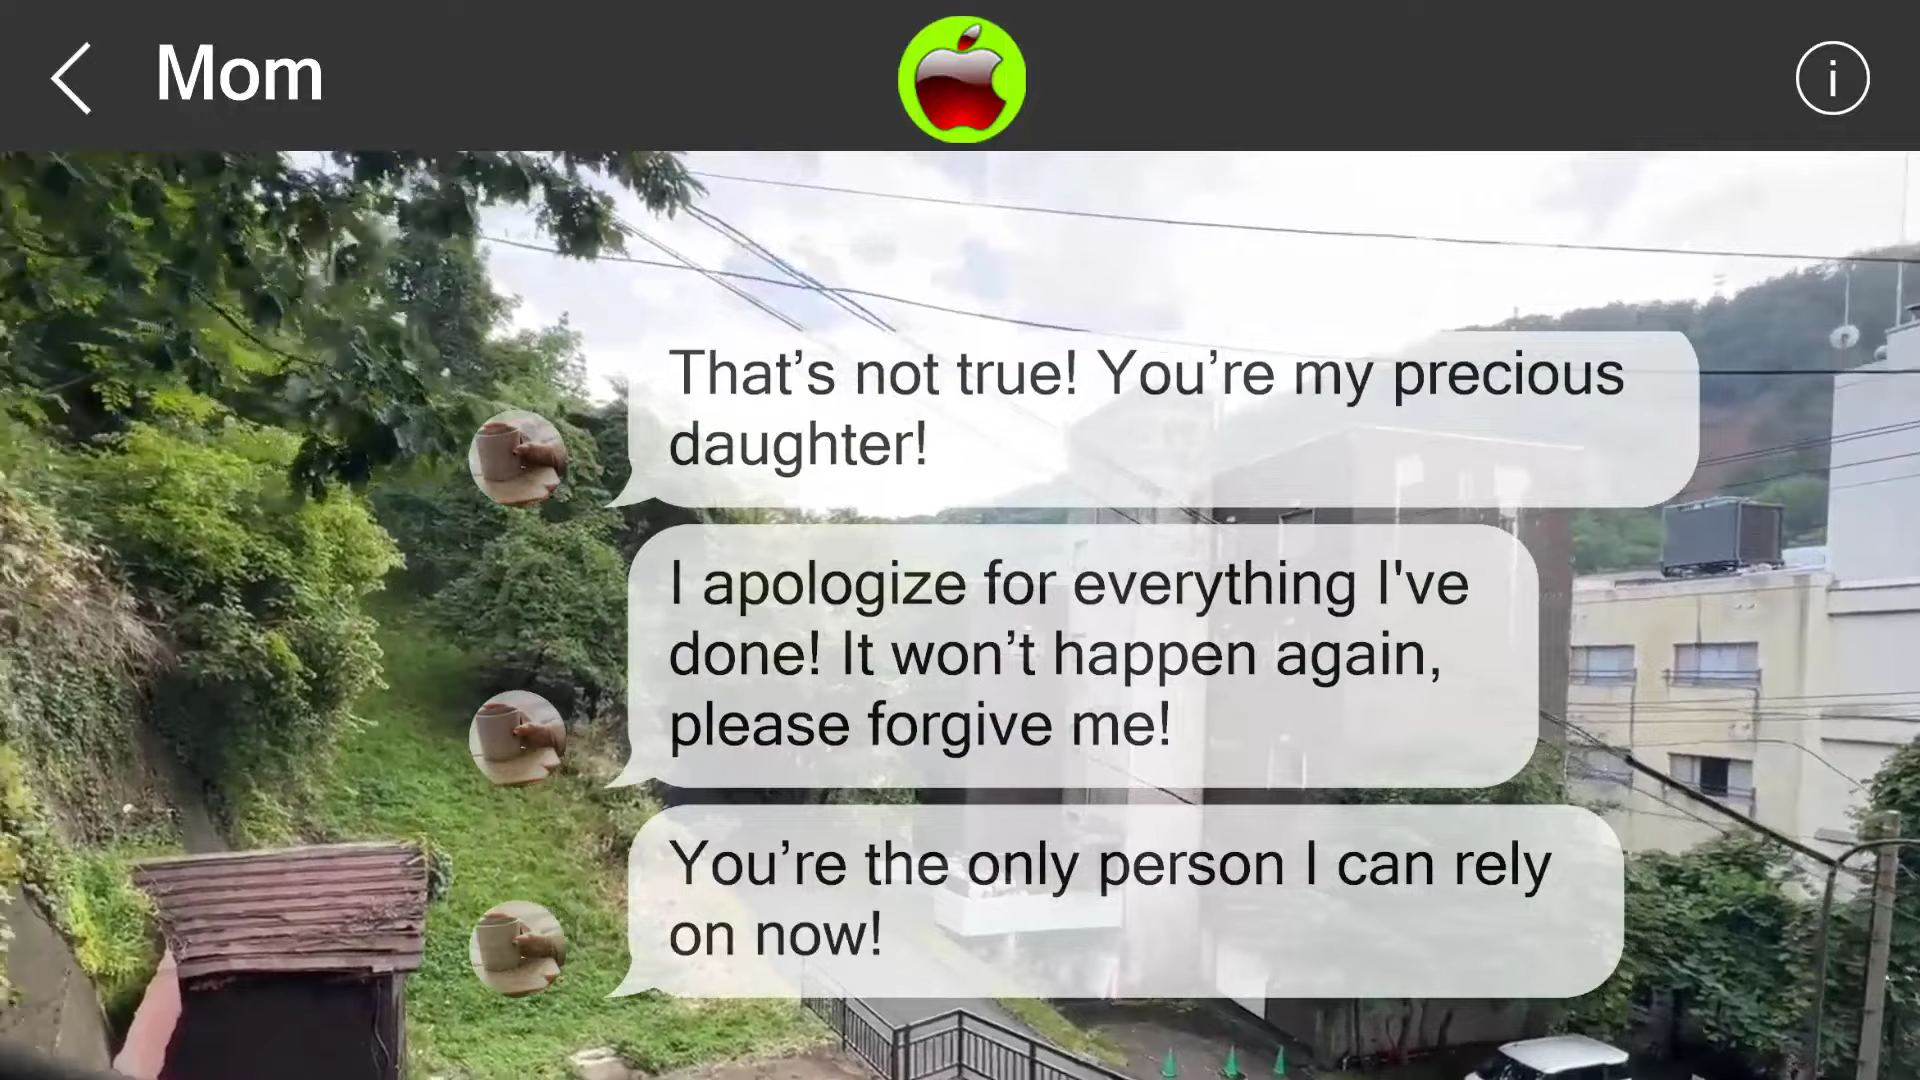 Mom
i
That’s not true! You’re my precious
daughter!
I apologize for everything I've
done! It won’t happen again,
please forgive me!
You’re the only person I can rely
on now!